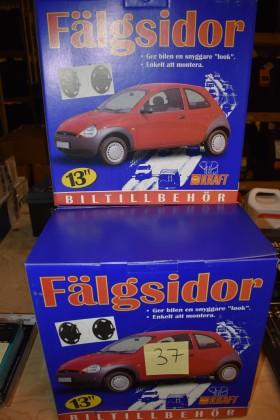 Fälgsidor
· Ger bilen en snyggare "look".
· Enkelt att montera.
13"
KRAFT
BILTILLBEHÖR
Fälgsidor
· Ger bilen en snyggare "look".
· Enkelt att montera.
37
13"
KRAFT
BILTILLBEHÖR